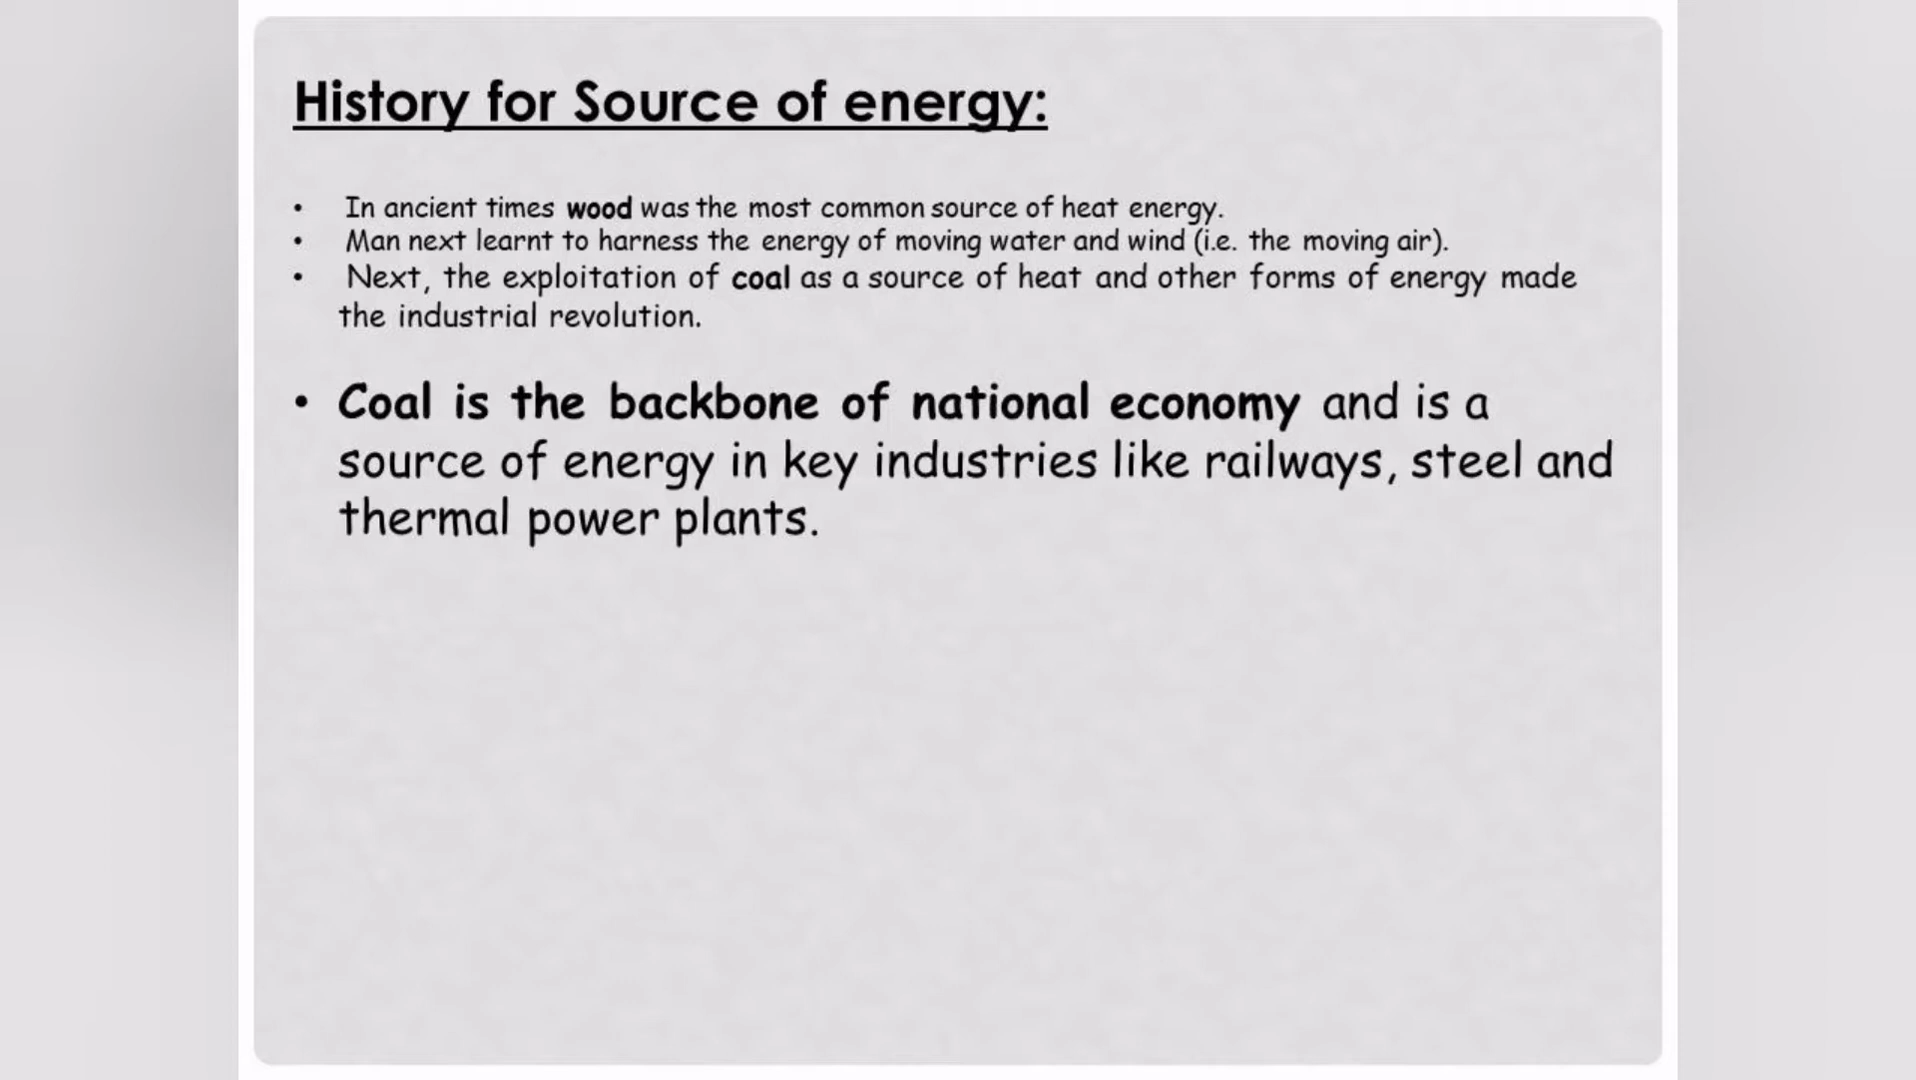 History for Source of energy:
• In ancient times wood was the most common source of heat energy.
• Man next learnt to harness the energy of moving water and wind (i.e. the moving air).
• Next, the exploitation of coal as a source of heat and other forms of energy made
the industrial revolution.
• Coal is the backbone of national economy and is a
source of energy in key industries like railways, steel and
thermal power plants.